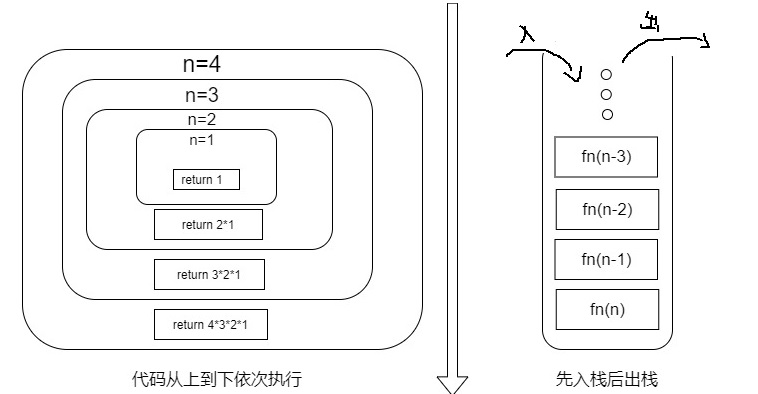 n=4
n=3
n=2
n=1
return 1
return 2*1
return 3*2*1
return 4*3*2*1
代码从上到下依次执行
入
出
fn(n-3)
fn(n-2)
fn(n-1)
fn(n)
先入栈后出栈